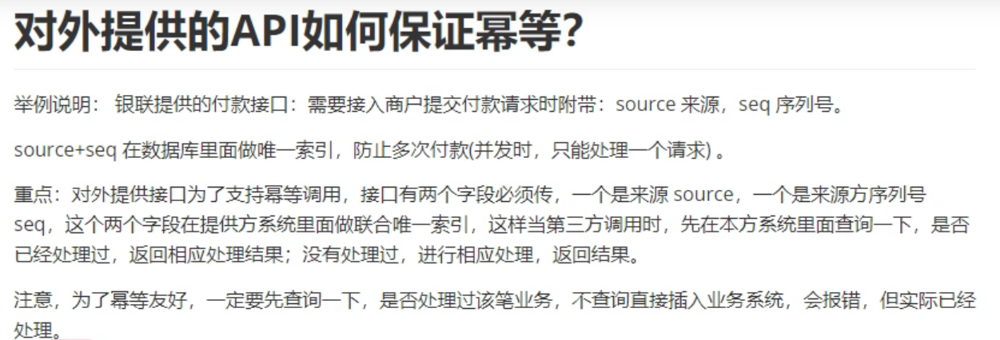 对外提供的API如何保证幂等？
举例说明： 银联提供的付款接口：需要接入商户提交付款请求时附带：source 来源，seq 序列号。
source+seq 在数据库里面做唯一索引，防止多次付款(并发时，只能处理一个请求) 。
重点：对外提供接口为了支持幂等调用，接口有两个字段必须传，一个是来源 source，一个是来源方序列号
seq，这个两个字段在提供方系统里面做联合唯一索引，这样当第三方调用时，先在本方系统里面查询一下，是否
已经处理过，返回相应处理结果；没有处理过，进行相应处理，返回结果。
注意，为了幂等友好，一定要先查询一下，是否处理过该笔业务，不查询直接插入业务系统，会报错，但实际已经
处理。